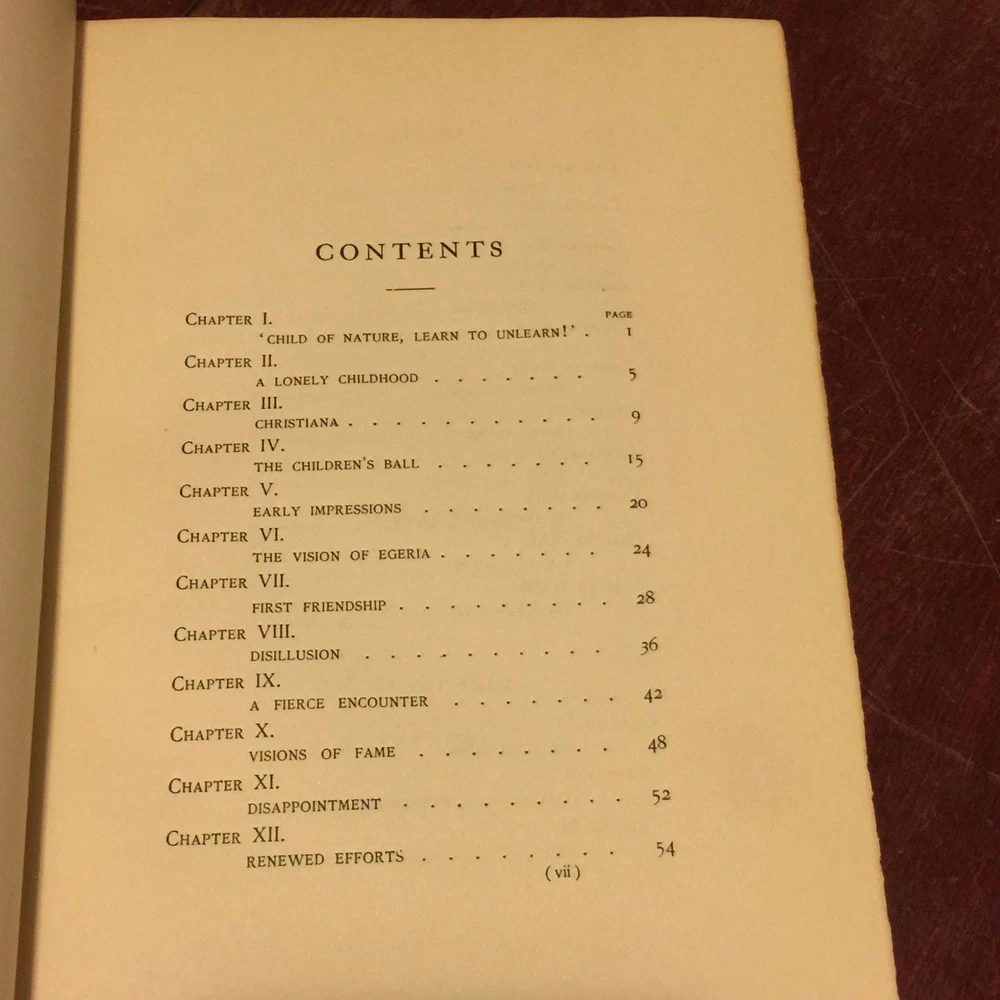 CONTENTS
CHAPTER I. PAGE
'CHILD OF NATURE, LEARN TO UNLEARN!' . 1
CHAPTER II.
A LONELY CHILDHOOD . . . . . . . 5
CHAPTER III.
CHRISTIANA . . . . . . . . . . . 9
CHAPTER IV.
THE CHILDREN'S BALL . . . . . . . 15
CHAPTER V.
EARLY IMPRESSIONS . . . . . . . . 20
CHAPTER VI.
THE VISION OF EGERIA . . . . . . . 24
CHAPTER VII.
FIRST FRIENDSHIP . . . . . . . . . 28
CHAPTER VIII.
DISILLUSION . . . . . . . . . . 36
CHAPTER IX.
A FIERCE ENCOUNTER . . . . . . . 42
CHAPTER X.
VISIONS OF FAME . . . . . . . . 48
CHAPTER XI.
DISAPPOINTMENT . . . . . . . . . 52
CHAPTER XII.
RENEWED EFFORTS . . . . . . . . 54
(vii)